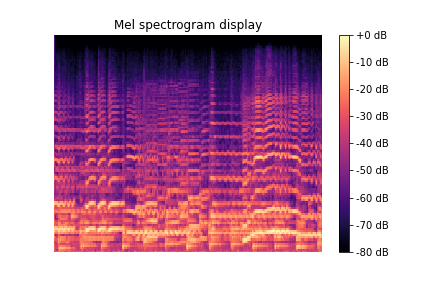 Mel spectrogram display
+0 dB
-10 dB
-20 dB
-30 dB
-40 dB
-50 dB
-60 dB
-70 dB
-80 dB